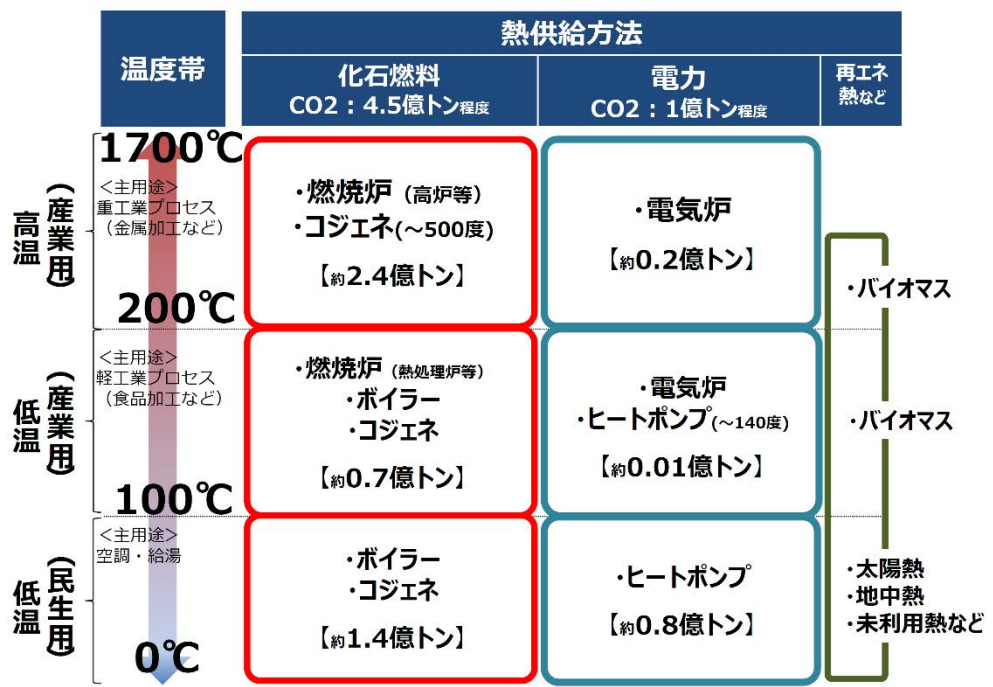 温度帯
熱供給方法
化石燃料
CO2:4.5億トン程度
電力
CO2:1億トン程度
再エネ
熱など
高温
(産業用)
1700℃
<主用途>
重工業プロセス
(金属加工など)
200℃
・燃焼炉 (高炉等)
・コジェネ(~500度)
【約2.4億トン】
・電気炉
【約0.2億トン】
・バイオマス
低温
(産業用)
<主用途>
軽工業プロセス
(食品加工など)
100℃
・燃焼炉 (熱処理炉等)
・ボイラー
・コジェネ
【約0.7億トン】
・電気炉
・ヒートポンプ(~140度)
【約0.01億トン】
・バイオマス
低温
(民生用)
<主用途>
空調・給湯
0℃
・ボイラー
・コジェネ
【約1.4億トン】
・ヒートポンプ
【約0.8億トン】
・太陽熱
・地中熱
・未利用熱など